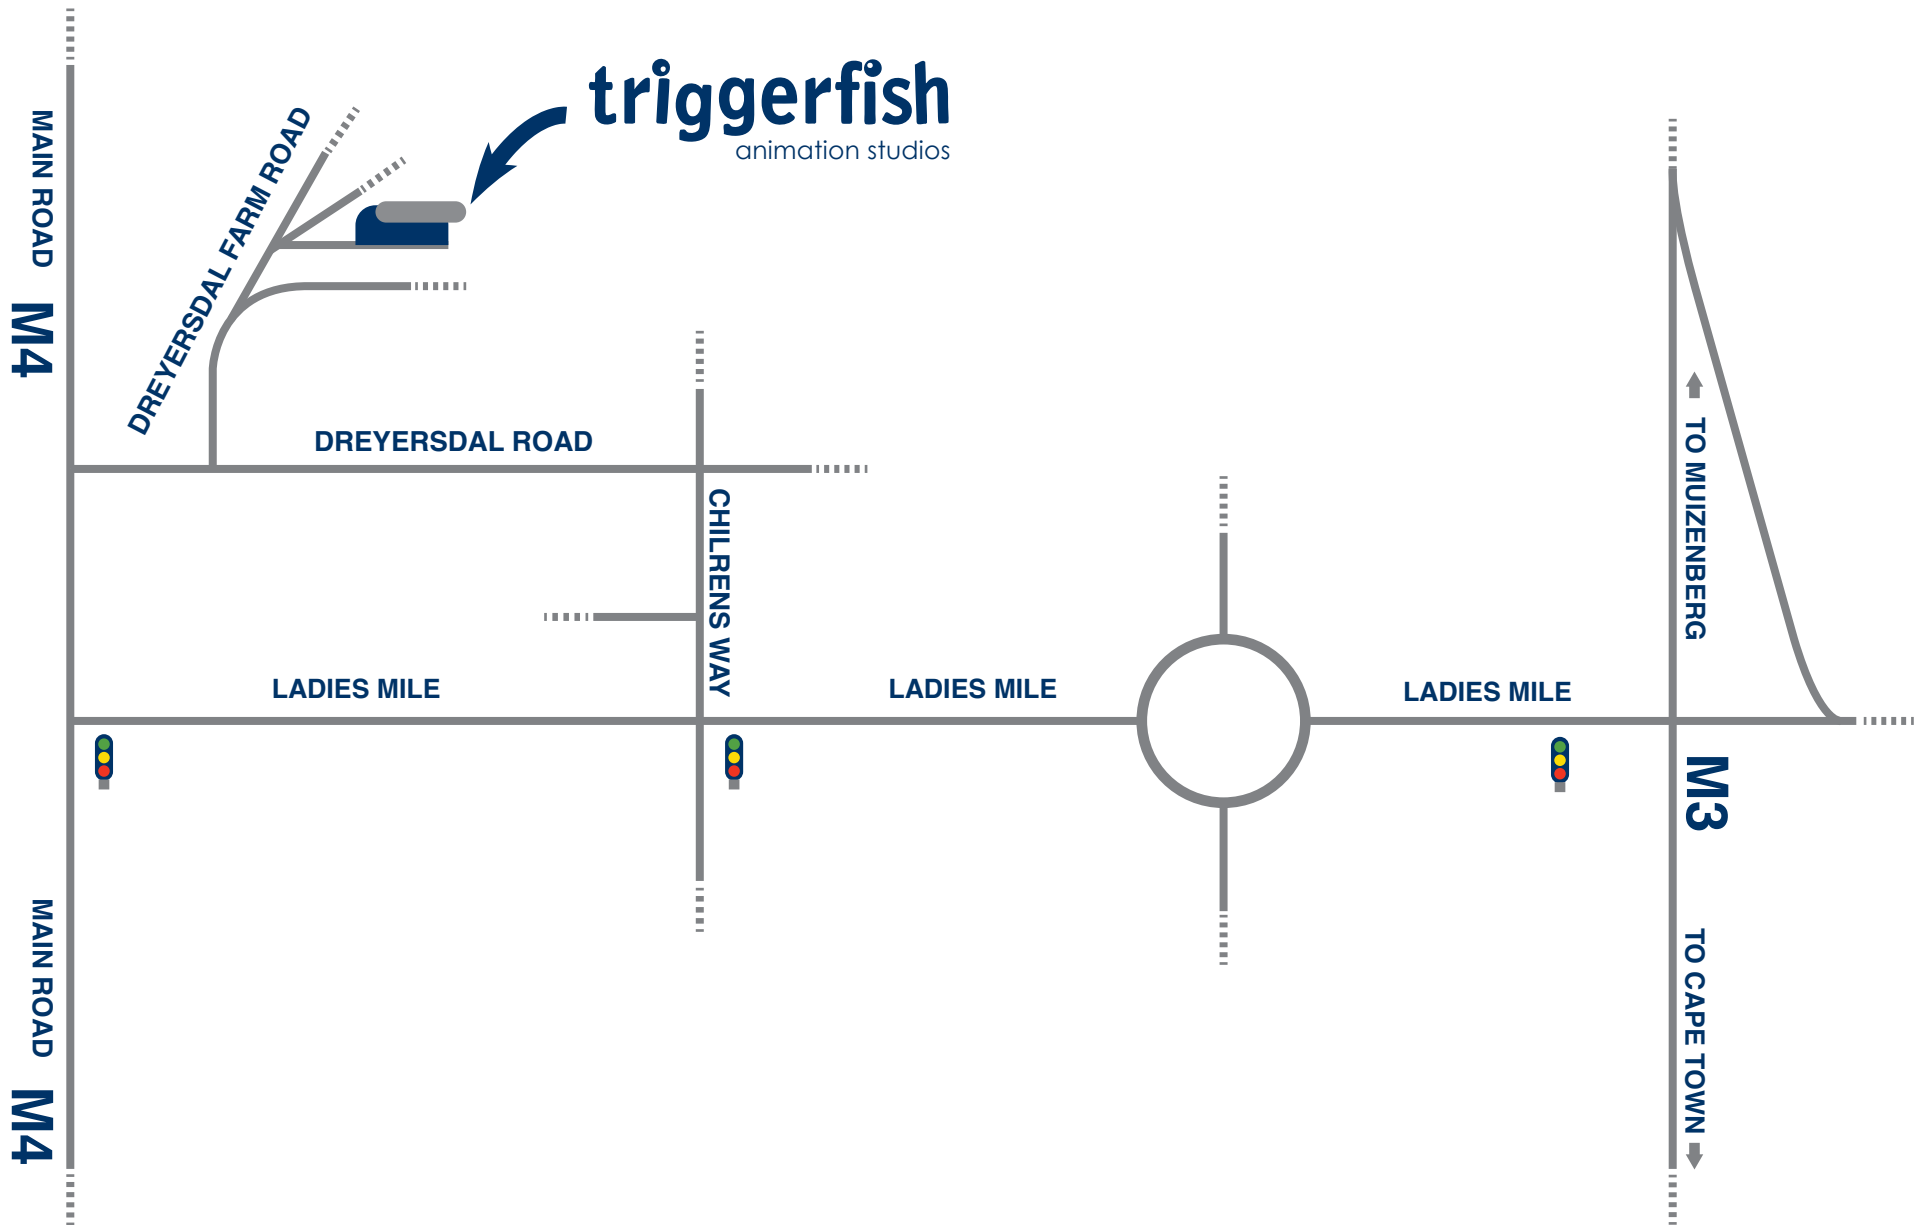 triggerfish
animation studios
MAIN ROAD
M4
DREYERSDAL FARM ROAD
DREYERSDAL ROAD
CHILRENS WAY
TO MUIZENBERG
LADIES MILE
LADIES MILE
LADIES MILE
M3
MAIN ROAD
M4
TO CAPE TOWN